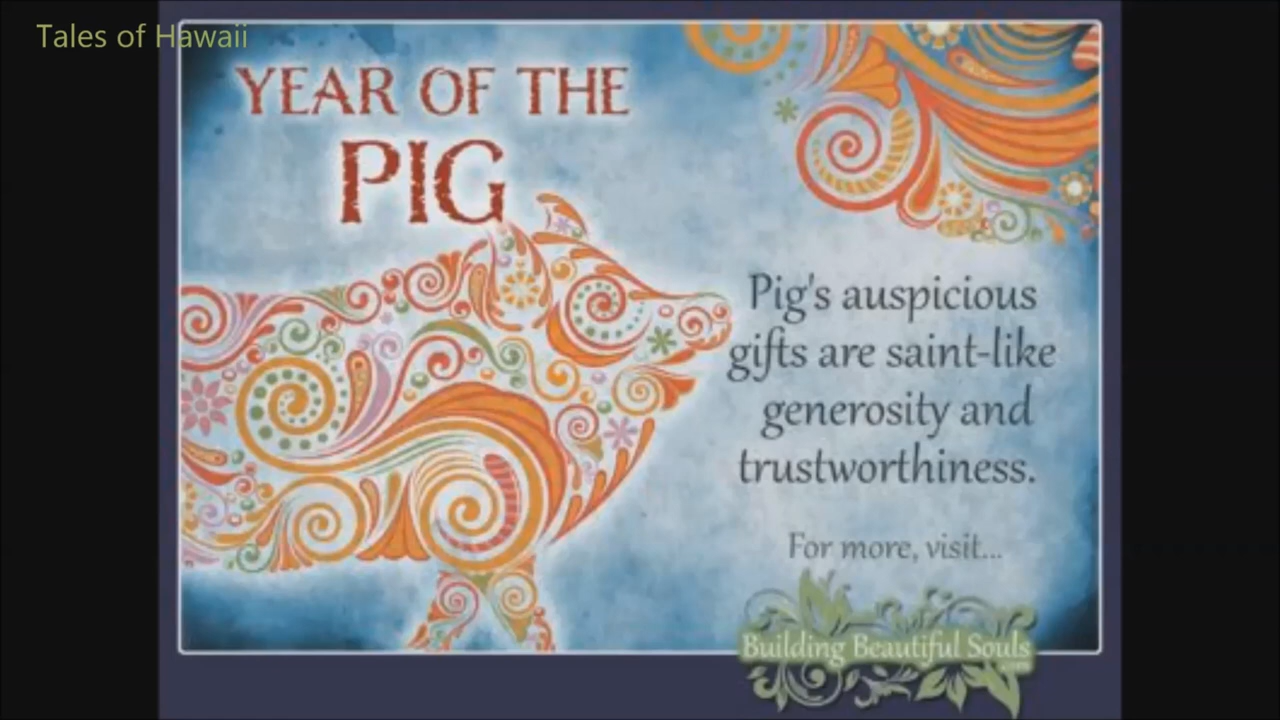 Tales of Hawaii
YEAR OF THE
PIG
Pig's auspicious
gifts are saint-like
generosity and
trustworthiness.
For more, visit...
Building Beautiful Souls
.com